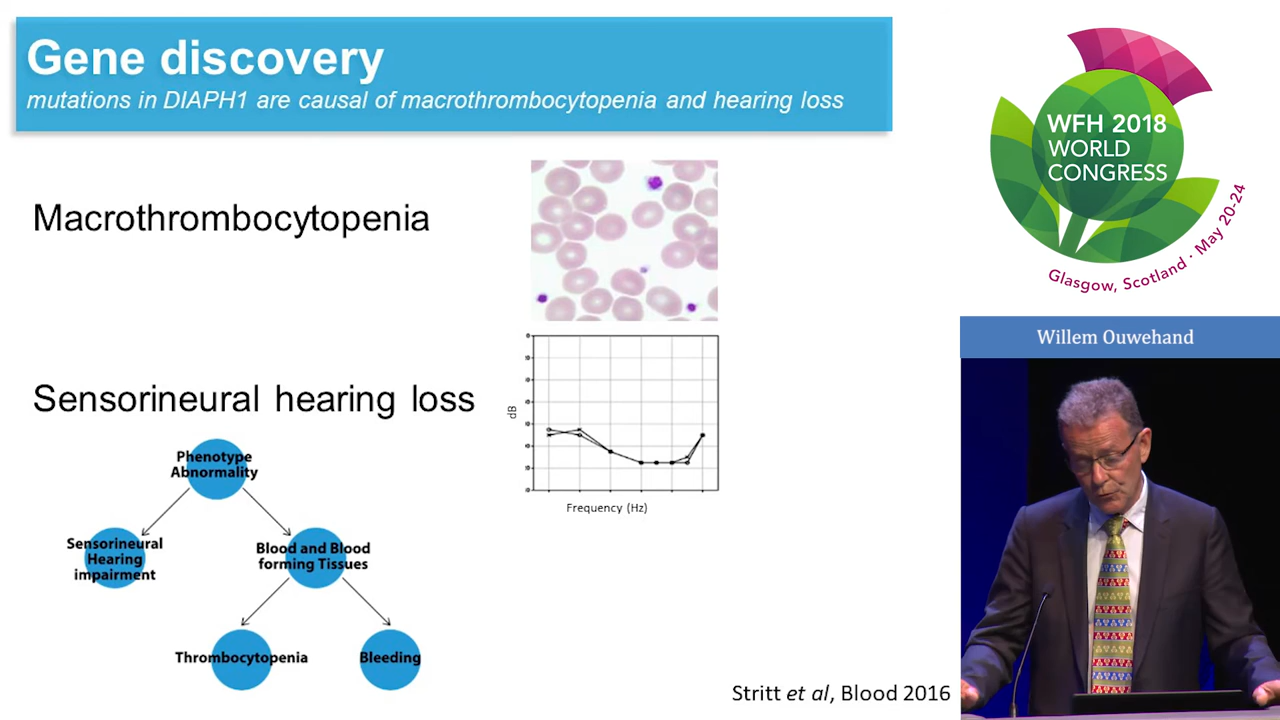 Gene discovery
mutations in DIAPH1 are causal of macrothrombocytopenia and hearing loss
Macrothrombocytopenia
Sensorineural hearing loss
dB
Frequency (Hz)
Phenotype
Abnormality
Sensorineural
Hearing
impairment
Blood and Blood
forming Tissues
Thrombocytopenia
Bleeding
Stritt et al, Blood 2016
WFH 2018
WORLD
CONGRESS
Glasgow, Scotland · May 20-24
Willem Ouwehand